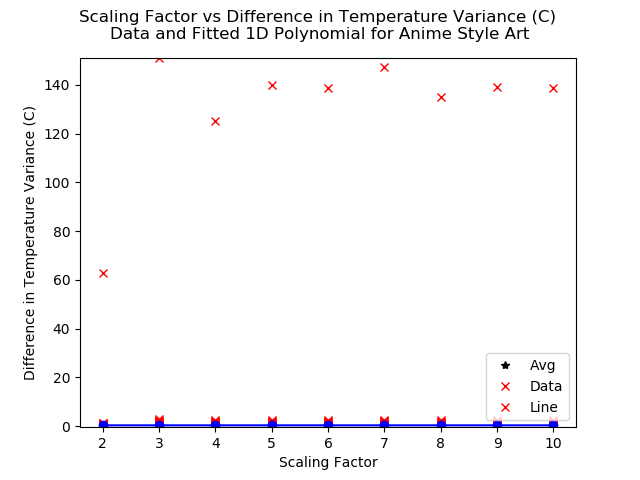 Scaling Factor vs Difference in Temperature Variance (C)
Data and Fitted 1D Polynomial for Anime Style Art
Difference in Temperature Variance (C)
140
120
100
80
60
40
20
0
Avg
Data
Line
2 3 4 5 6 7 8 9 10
Scaling Factor